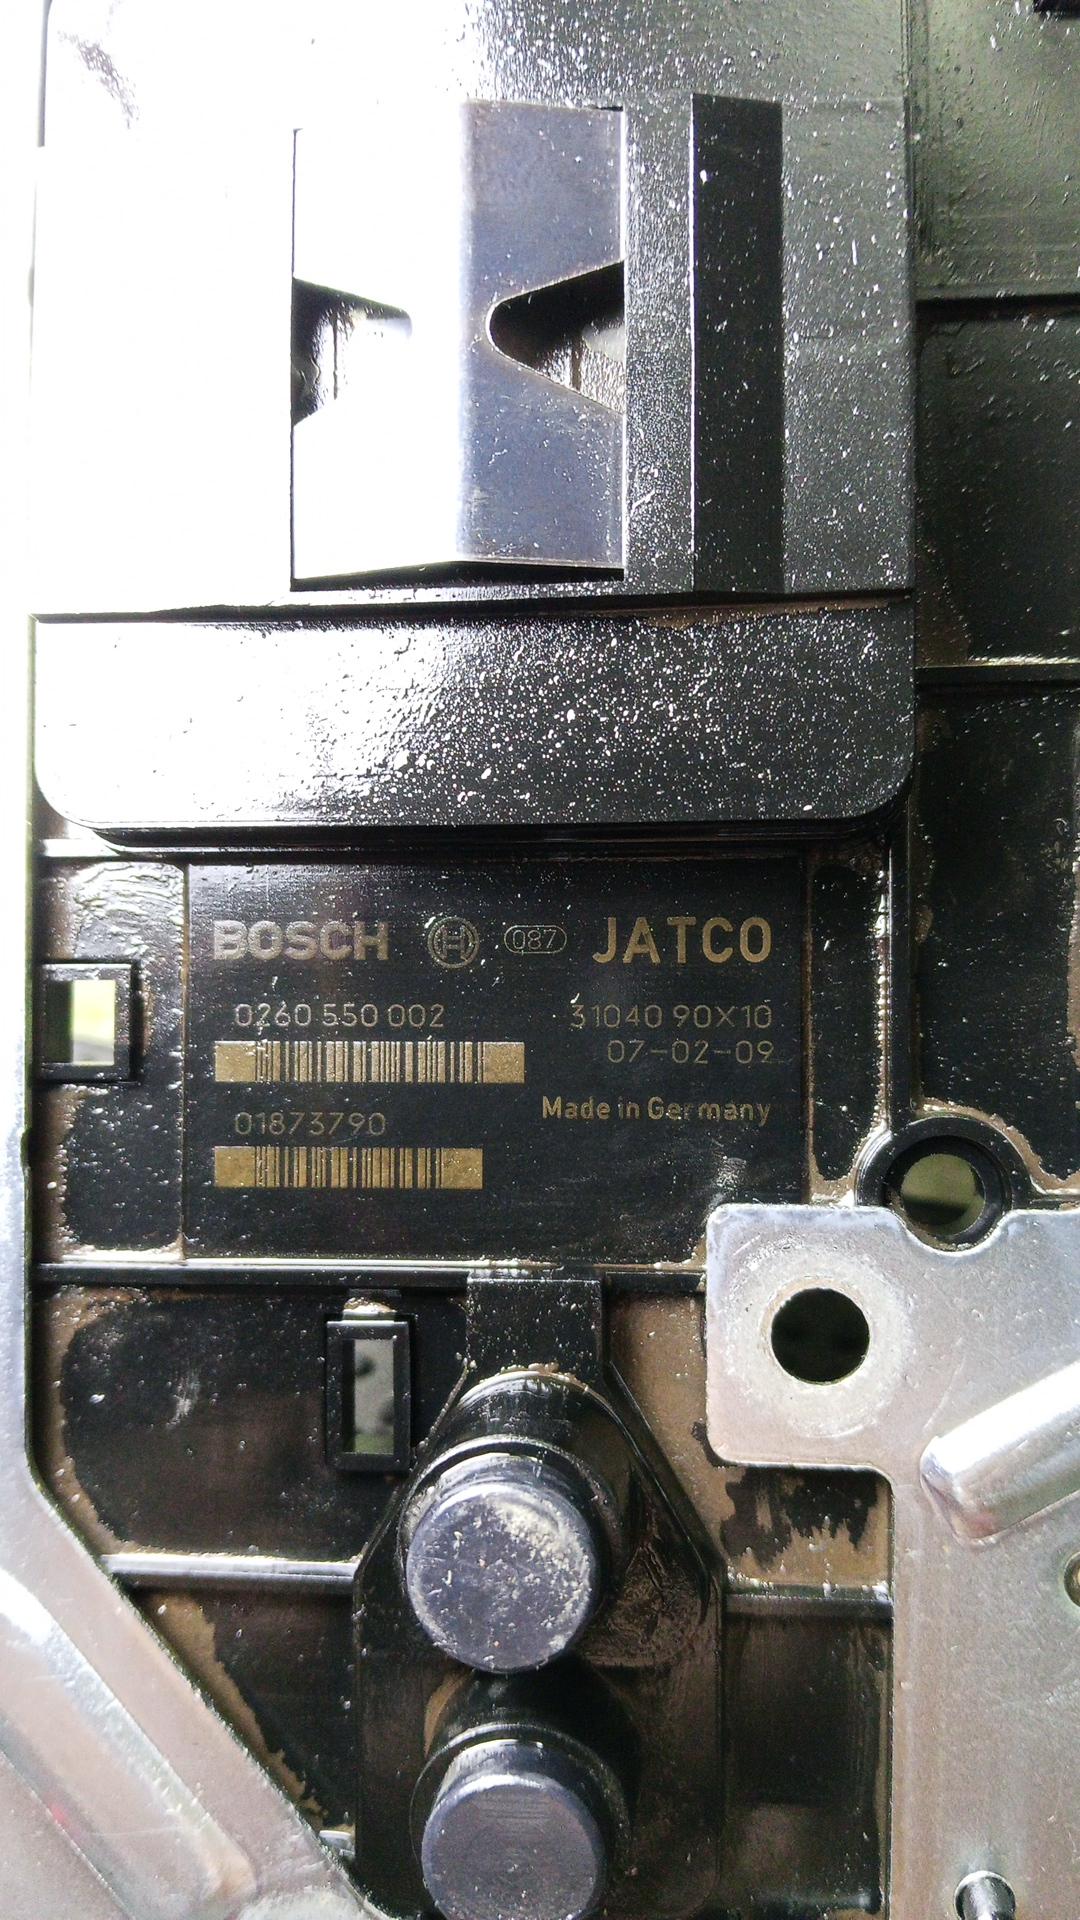 BOSCH 087 JATCO
0260 550 002 31040 90X10
07-02-09
01873790 Made in Germany